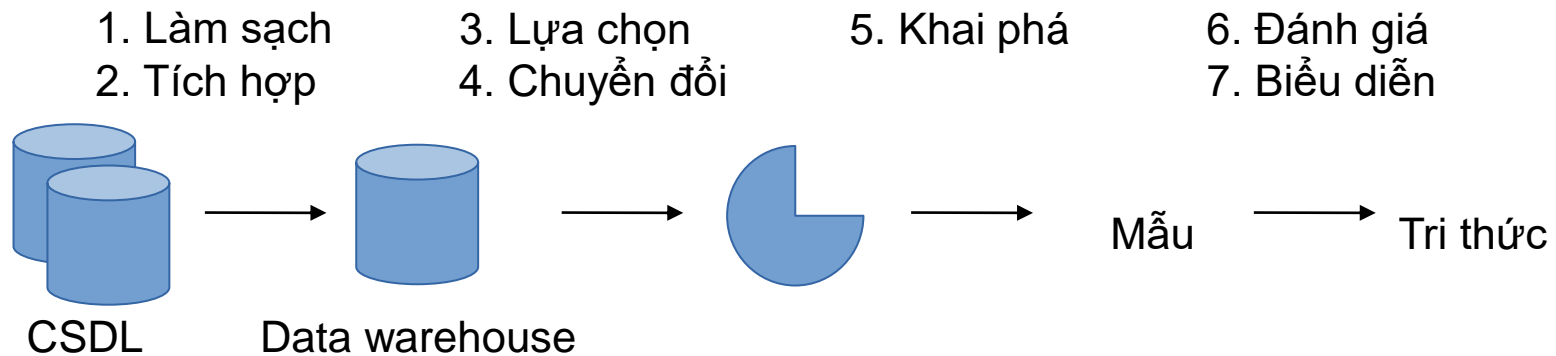 1. Làm sạch
2. Tích hợp
3. Lựa chọn
4. Chuyển đổi
5. Khai phá
6. Đánh giá
7. Biểu diễn
Mẫu
Tri thức
CSDL
Data warehouse